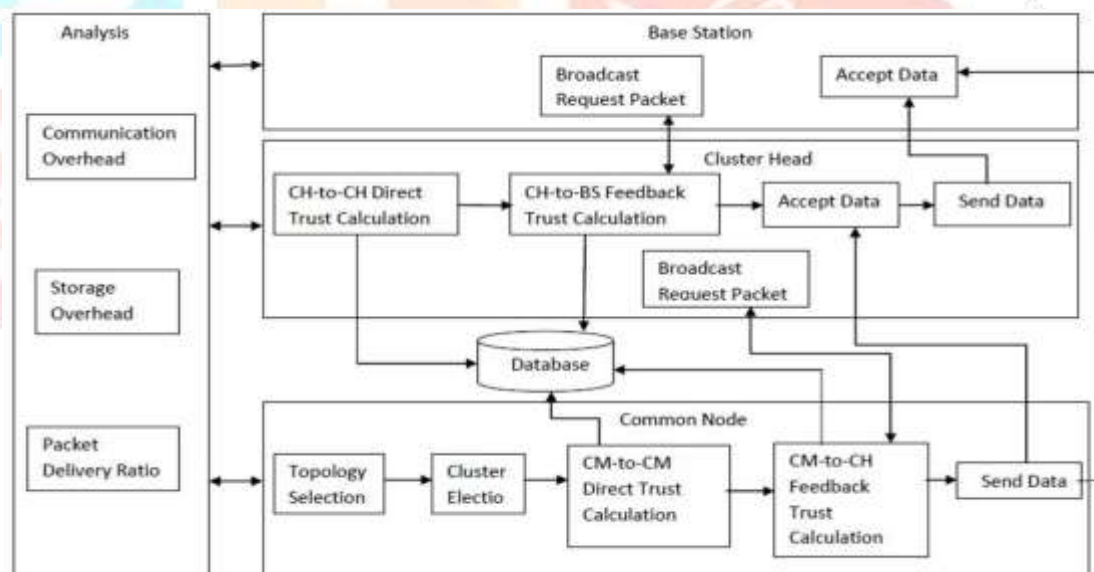 Analysis
Communication
Overhead
Storage
Overhead
Packet
Delivery Ratio
Base Station
Broadcast
Request Packet
Accept Data
Cluster Head
CH-to-CH Direct
Trust Calculation
CH-to-BS Feedback
Trust Calculation
Accept Data
Send Data
Broadcast
Request Packet
Database
Common Node
Topology
Selection
Cluster
Electio
CM-to-CM
Direct Trust
Calculation
CM-to-CH
Feedback
Trust
Calculation
Send Data